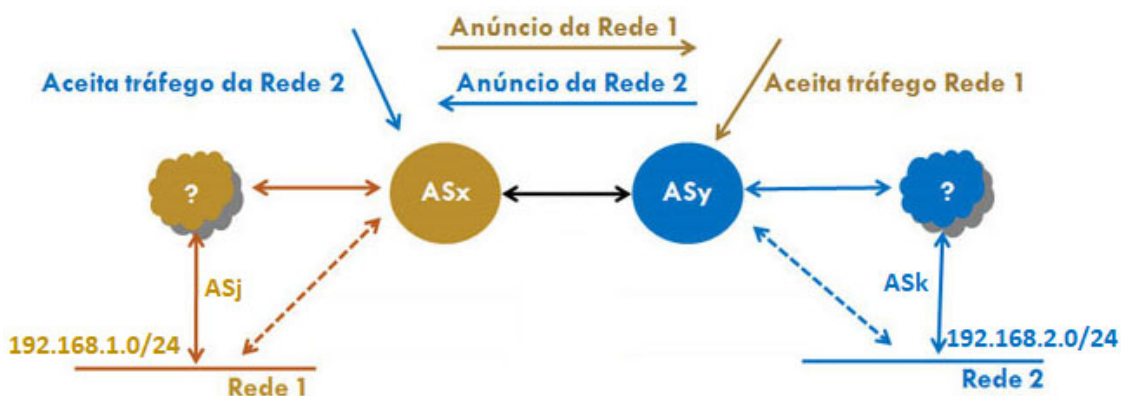 Anúncio da Rede 1
Aceita tráfego da Rede 2
Anúncio da Rede 2
Aceita tráfego Rede 1
?
ASx
ASy
?
ASj
ASk
192.168.1.0/24
192.168.2.0/24
Rede 1
Rede 2